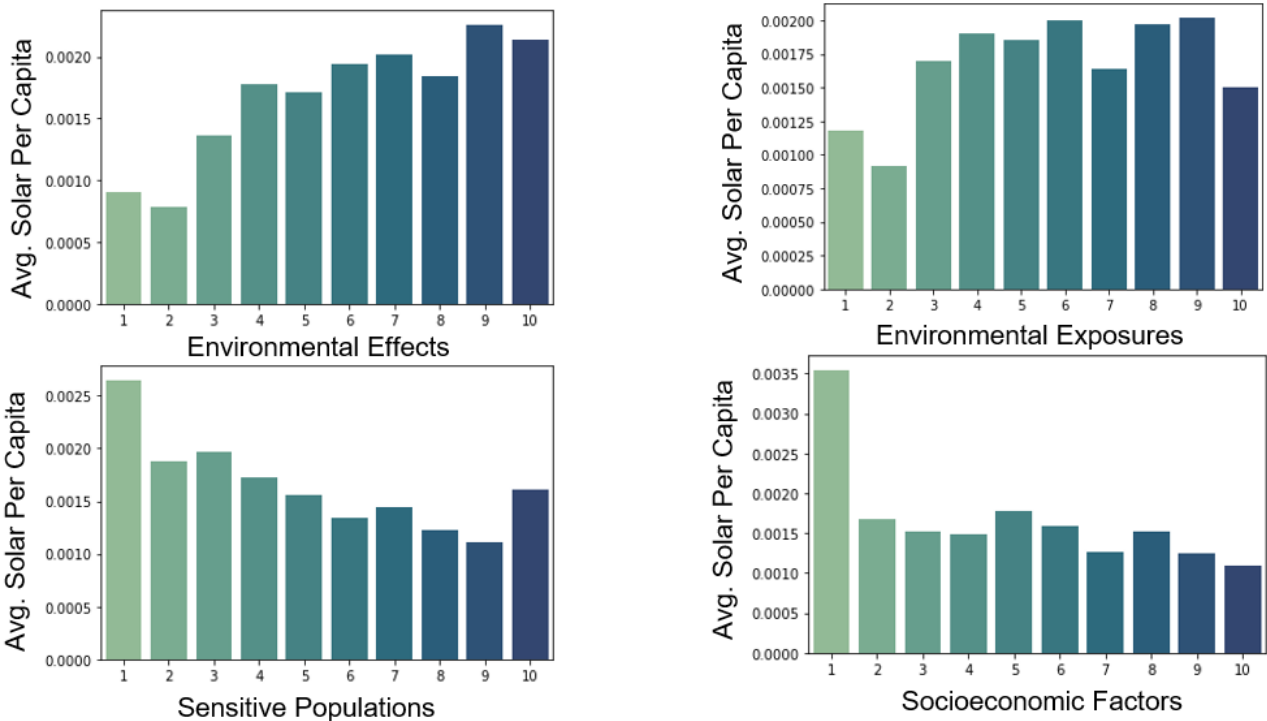 Avg. Solar Per Capita
0.0020
0.0015
0.0010
0.0005
0.0000
1 2 3 4 5 6 7 8 9 10
Environmental Effects
Avg. Solar Per Capita
0.00200
0.00175
0.00150
0.00125
0.00100
0.00075
0.00050
0.00025
0.00000
1 2 3 4 5 6 7 8 9 10
Environmental Exposures
Avg. Solar Per Capita
0.0025
0.0020
0.0015
0.0010
0.0005
0.0000
1 2 3 4 5 6 7 8 9 10
Sensitive Populations
Avg. Solar Per Capita
0.0035
0.0030
0.0025
0.0020
0.0015
0.0010
0.0005
0.0000
1 2 3 4 5 6 7 8 9 10
Socioeconomic Factors